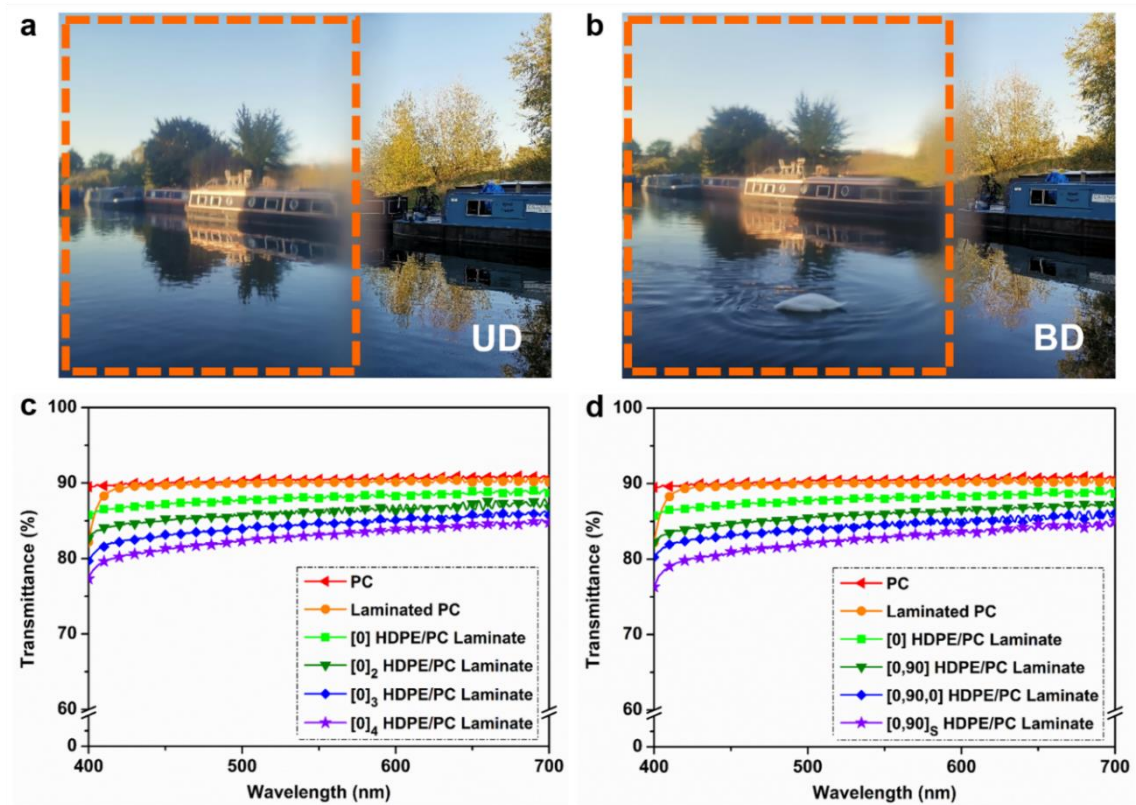 a
b
UD
BD
c
d
100
90
80
70
60
0
Transmittance (%)
PC
Laminated PC
[0] HDPE/PC Laminate
[0]₂ HDPE/PC Laminate
[0]₃ HDPE/PC Laminate
[0]₄ HDPE/PC Laminate
400
500
600
700
Wavelength (nm)
100
90
80
70
60
0
Transmittance (%)
PC
Laminated PC
[0] HDPE/PC Laminate
[0,90] HDPE/PC Laminate
[0,90,0] HDPE/PC Laminate
[0,90]S HDPE/PC Laminate
400
500
600
700
Wavelength (nm)